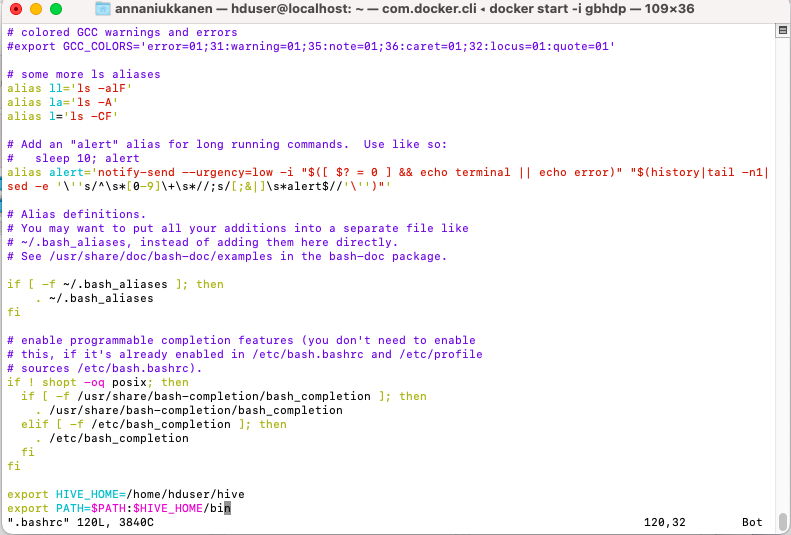 annaniukkanen — hduser@localhost: ~ — com.docker.cli ◂ docker start -i gbhdp — 109×36
# colored GCC warnings and errors
#export GCC_COLORS='error=01;31:warning=01;35:note=01;36:caret=01;32:locus=01:quote=01'
# some more ls aliases
alias ll='ls -alF'
alias la='ls -A'
alias l='ls -CF'
# Add an "alert" alias for long running commands.  Use like so:
#   sleep 10; alert
alias alert='notify-send --urgency=low -i "$([ $? = 0 ] && echo terminal || echo error)" "$(history|tail -n1|
sed -e '\''s/^\s*[0-9]\+\s*//;s/[;&|]\s*alert$//'\'')"'
# Alias definitions.
# You may want to put all your additions into a separate file like
# ~/.bash_aliases, instead of adding them here directly.
# See /usr/share/doc/bash-doc/examples in the bash-doc package.
if [ -f ~/.bash_aliases ]; then
    . ~/.bash_aliases
fi
# enable programmable completion features (you don't need to enable
# this, if it's already enabled in /etc/bash.bashrc and /etc/profile
# sources /etc/bash.bashrc).
if ! shopt -oq posix; then
  if [ -f /usr/share/bash-completion/bash_completion ]; then
    . /usr/share/bash-completion/bash_completion
  elif [ -f /etc/bash_completion ]; then
    . /etc/bash_completion
  fi
fi
export HIVE_HOME=/home/hduser/hive
export PATH=$PATH:$HIVE_HOME/bin
".bashrc" 120L, 3840C 120,32 Bot